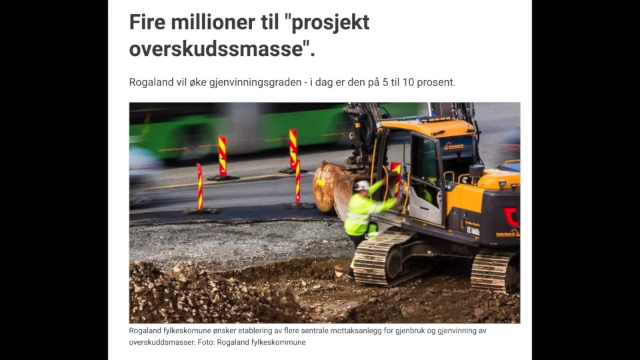 Fire millioner til "prosjekt
overskudssmasse".
Rogaland vil øke gjenvinningsgraden - i dag er den på 5 til 10 prosent.
Rogaland fylkeskomune ønsker etablering av flere sentrale mottaksanlegg for gjenbruk og gjenvinning av
overskuddsmasser. Foto: Rogaland fylkeskommune